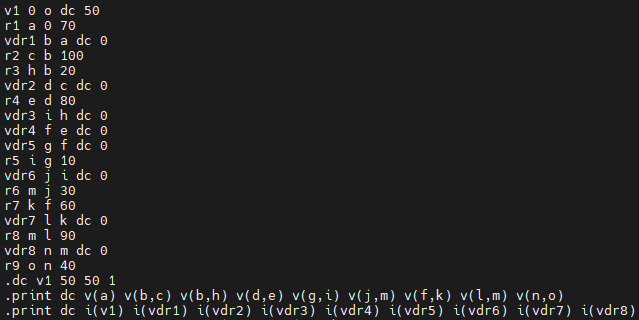 v1 0 o dc 50
r1 a 0 70
vdr1 b a dc 0
r2 c b 100
r3 h b 20
vdr2 d c dc 0
r4 e d 80
vdr3 i h dc 0
vdr4 f e dc 0
vdr5 g f dc 0
r5 i g 10
vdr6 j i dc 0
r6 m j 30
r7 k f 60
vdr7 l k dc 0
r8 m l 90
vdr8 n m dc 0
r9 o n 40
.dc v1 50 50 1
.print dc v(a) v(b,c) v(b,h) v(d,e) v(g,i) v(j,m) v(f,k) v(l,m) v(n,o)
.print dc i(v1) i(vdr1) i(vdr2) i(vdr3) i(vdr4) i(vdr5) i(vdr6) i(vdr7) i(vdr8)